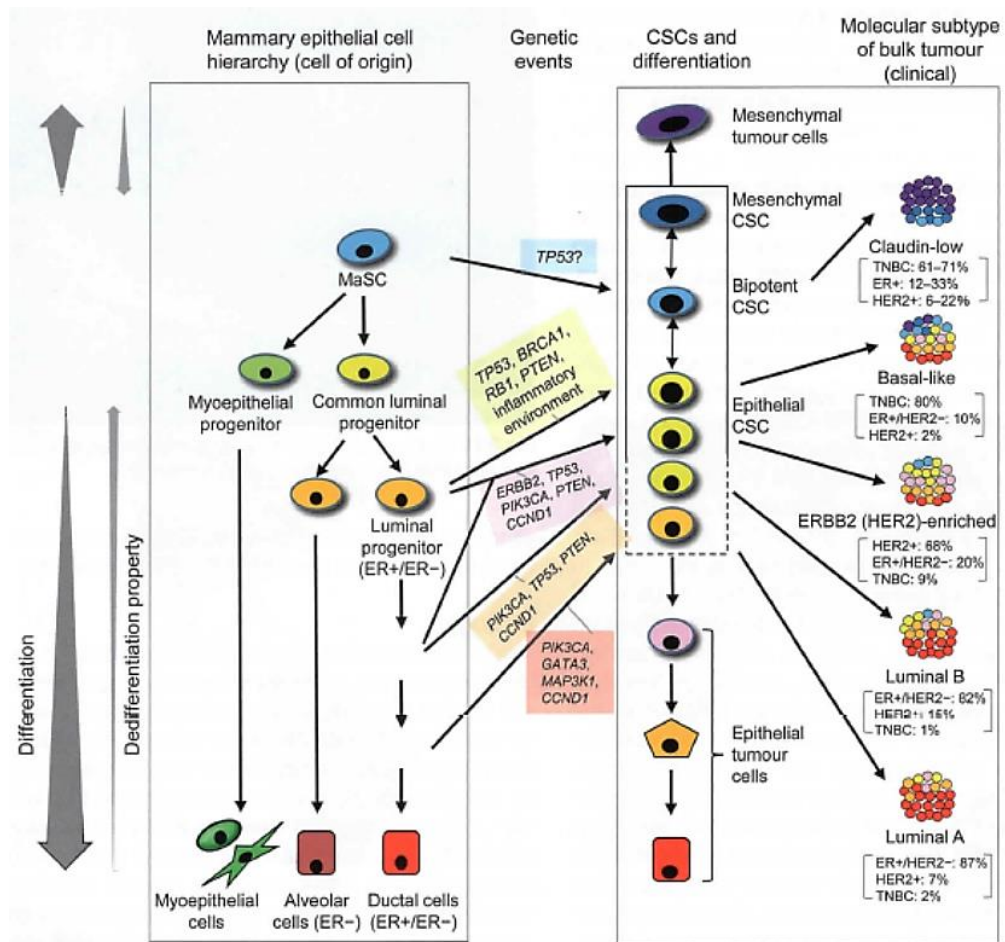 Mammary epithelial cell
hierarchy (cell of origin)
Genetic
events
CSCs and
differentiation
Molecular subtype
of bulk tumour
(clinical)
Mesenchymal
tumour cells
Mesenchymal
CSC
MaSC
TP53?
Bipotent
CSC
Claudin-low
TNBC: 61–71%
ER+: 12–33%
HER2+: 6–22%
Myoepithelial
progenitor
Common luminal
progenitor
TP53, BRCA1,
RB1, PTEN,
inflammatory
environment
Epithelial
CSC
Basal-like
TNBC: 80%
ER+/HER2−: 10%
HER2+: 2%
Luminal
progenitor
(ER+/ER−)
ERBB2, TP53,
PIK3CA, PTEN,
CCND1
ERBB2 (HER2)-enriched
HER2+: 68%
ER+/HER2−: 20%
TNBC: 9%
PIK3CA, TP53, PTEN,
CCND1
PIK3CA,
GATA3,
MAP3K1,
CCND1
Luminal B
ER+/HER2−: 82%
HER2+: 16%
TNBC: 1%
Differentiation
Dedifferentiation property
Epithelial
tumour
cells
Luminal A
ER+/HER2−: 87%
HER2+: 7%
TNBC: 2%
Myoepithelial
cells
Alveolar
cells (ER−)
Ductal cells
(ER+/ER−)